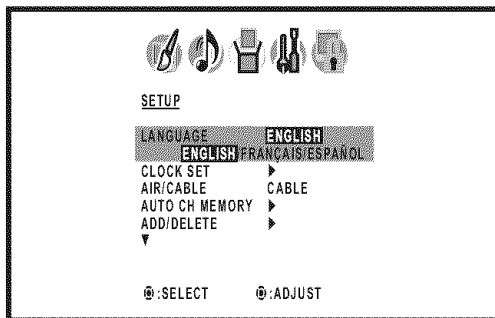 SETUP
LANGUAGE ENGLISH
ENGLISH/FRANÇAIS/ESPAÑOL
CLOCK SET ▶
AIR/CABLE CABLE
AUTO CH MEMORY ▶
ADD/DELETE ▶
▼
:SELECT :ADJUST